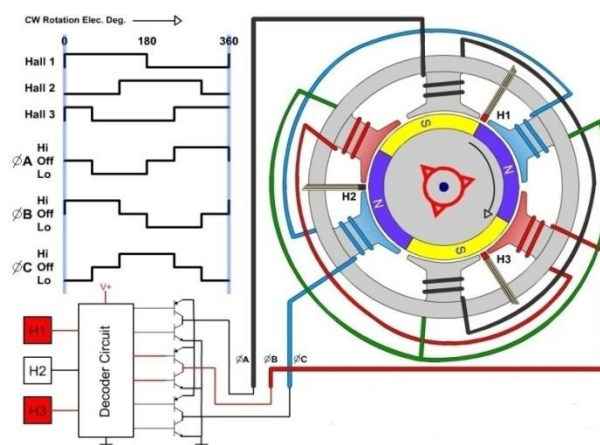 CW Rotation Elec. Deg.
0 180 360
Hall 1
Hall 2
Hall 3
Hi
ØA Off
Lo
Hi
ØB Off
Lo
Hi
ØC Off
Lo
V+
H1
H2
H3
Decoder Circuit
ØA ØB ØC
S
H1
N
N
H2
S
H3